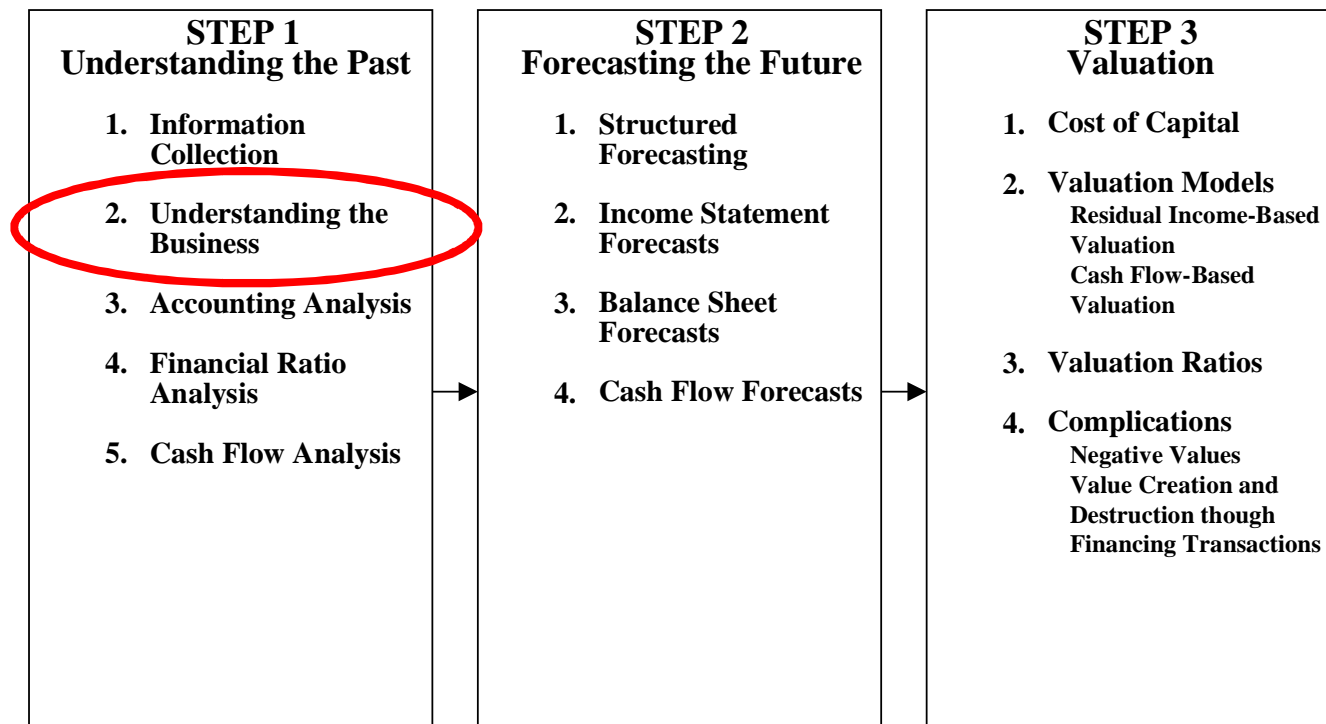 STEP 1
Understanding the Past
1. Information
Collection
2. Understanding the
Business
3. Accounting Analysis
4. Financial Ratio
Analysis
5. Cash Flow Analysis
STEP 2
Forecasting the Future
1. Structured
Forecasting
2. Income Statement
Forecasts
3. Balance Sheet
Forecasts
4. Cash Flow Forecasts
STEP 3
Valuation
1. Cost of Capital
2. Valuation Models
Residual Income-Based
Valuation
Cash Flow-Based
Valuation
3. Valuation Ratios
4. Complications
Negative Values
Value Creation and
Destruction though
Financing Transactions